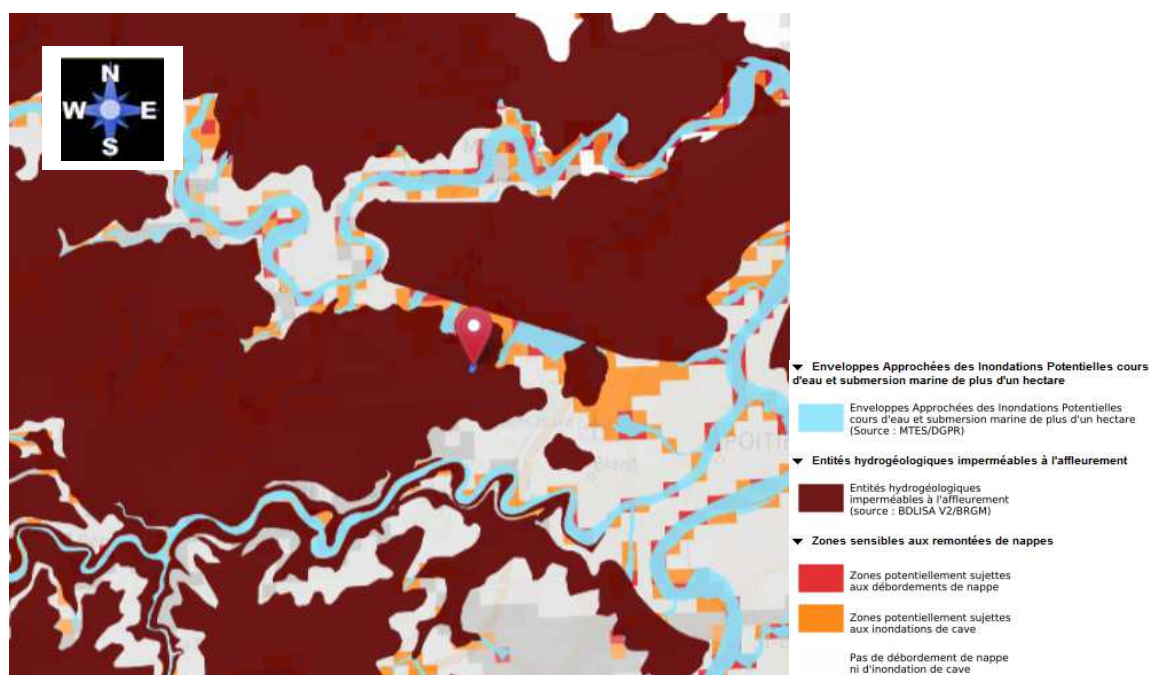 N
W E
S
POITIE
Biard
▼ Enveloppes Approchées des Inondations Potentielles cours
d'eau et submersion marine de plus d'un hectare
Enveloppes Approchées des Inondations Potentielles
cours d'eau et submersion marine de plus d'un hectare
(Source : MTES/DGPR)
▼ Entités hydrogéologiques imperméables à l'affleurement
Entités hydrogéologiques
imperméables à l'affleurement
(source : BDLISA V2/BRGM)
▼ Zones sensibles aux remontées de nappes
Zones potentiellement sujettes
aux débordements de nappe
Zones potentiellement sujettes
aux inondations de cave
Pas de débordement de nappe
ni d'inondation de cave